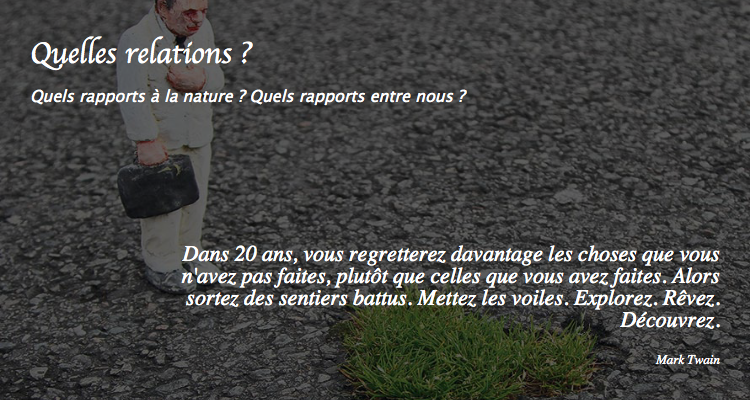 Quelles relations ?
Quels rapports à la nature ? Quels rapports entre nous ?
Dans 20 ans, vous regretterez davantage les choses que vous
n'avez pas faites, plutôt que celles que vous avez faites. Alors
sortez des sentiers battus. Mettez les voiles. Explorez. Rêvez.
Découvrez.
Mark Twain